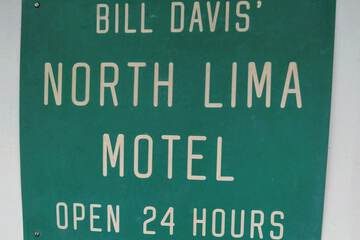 BILL DAVIS'
NORTH LIMA
MOTEL
OPEN 24 HOURS